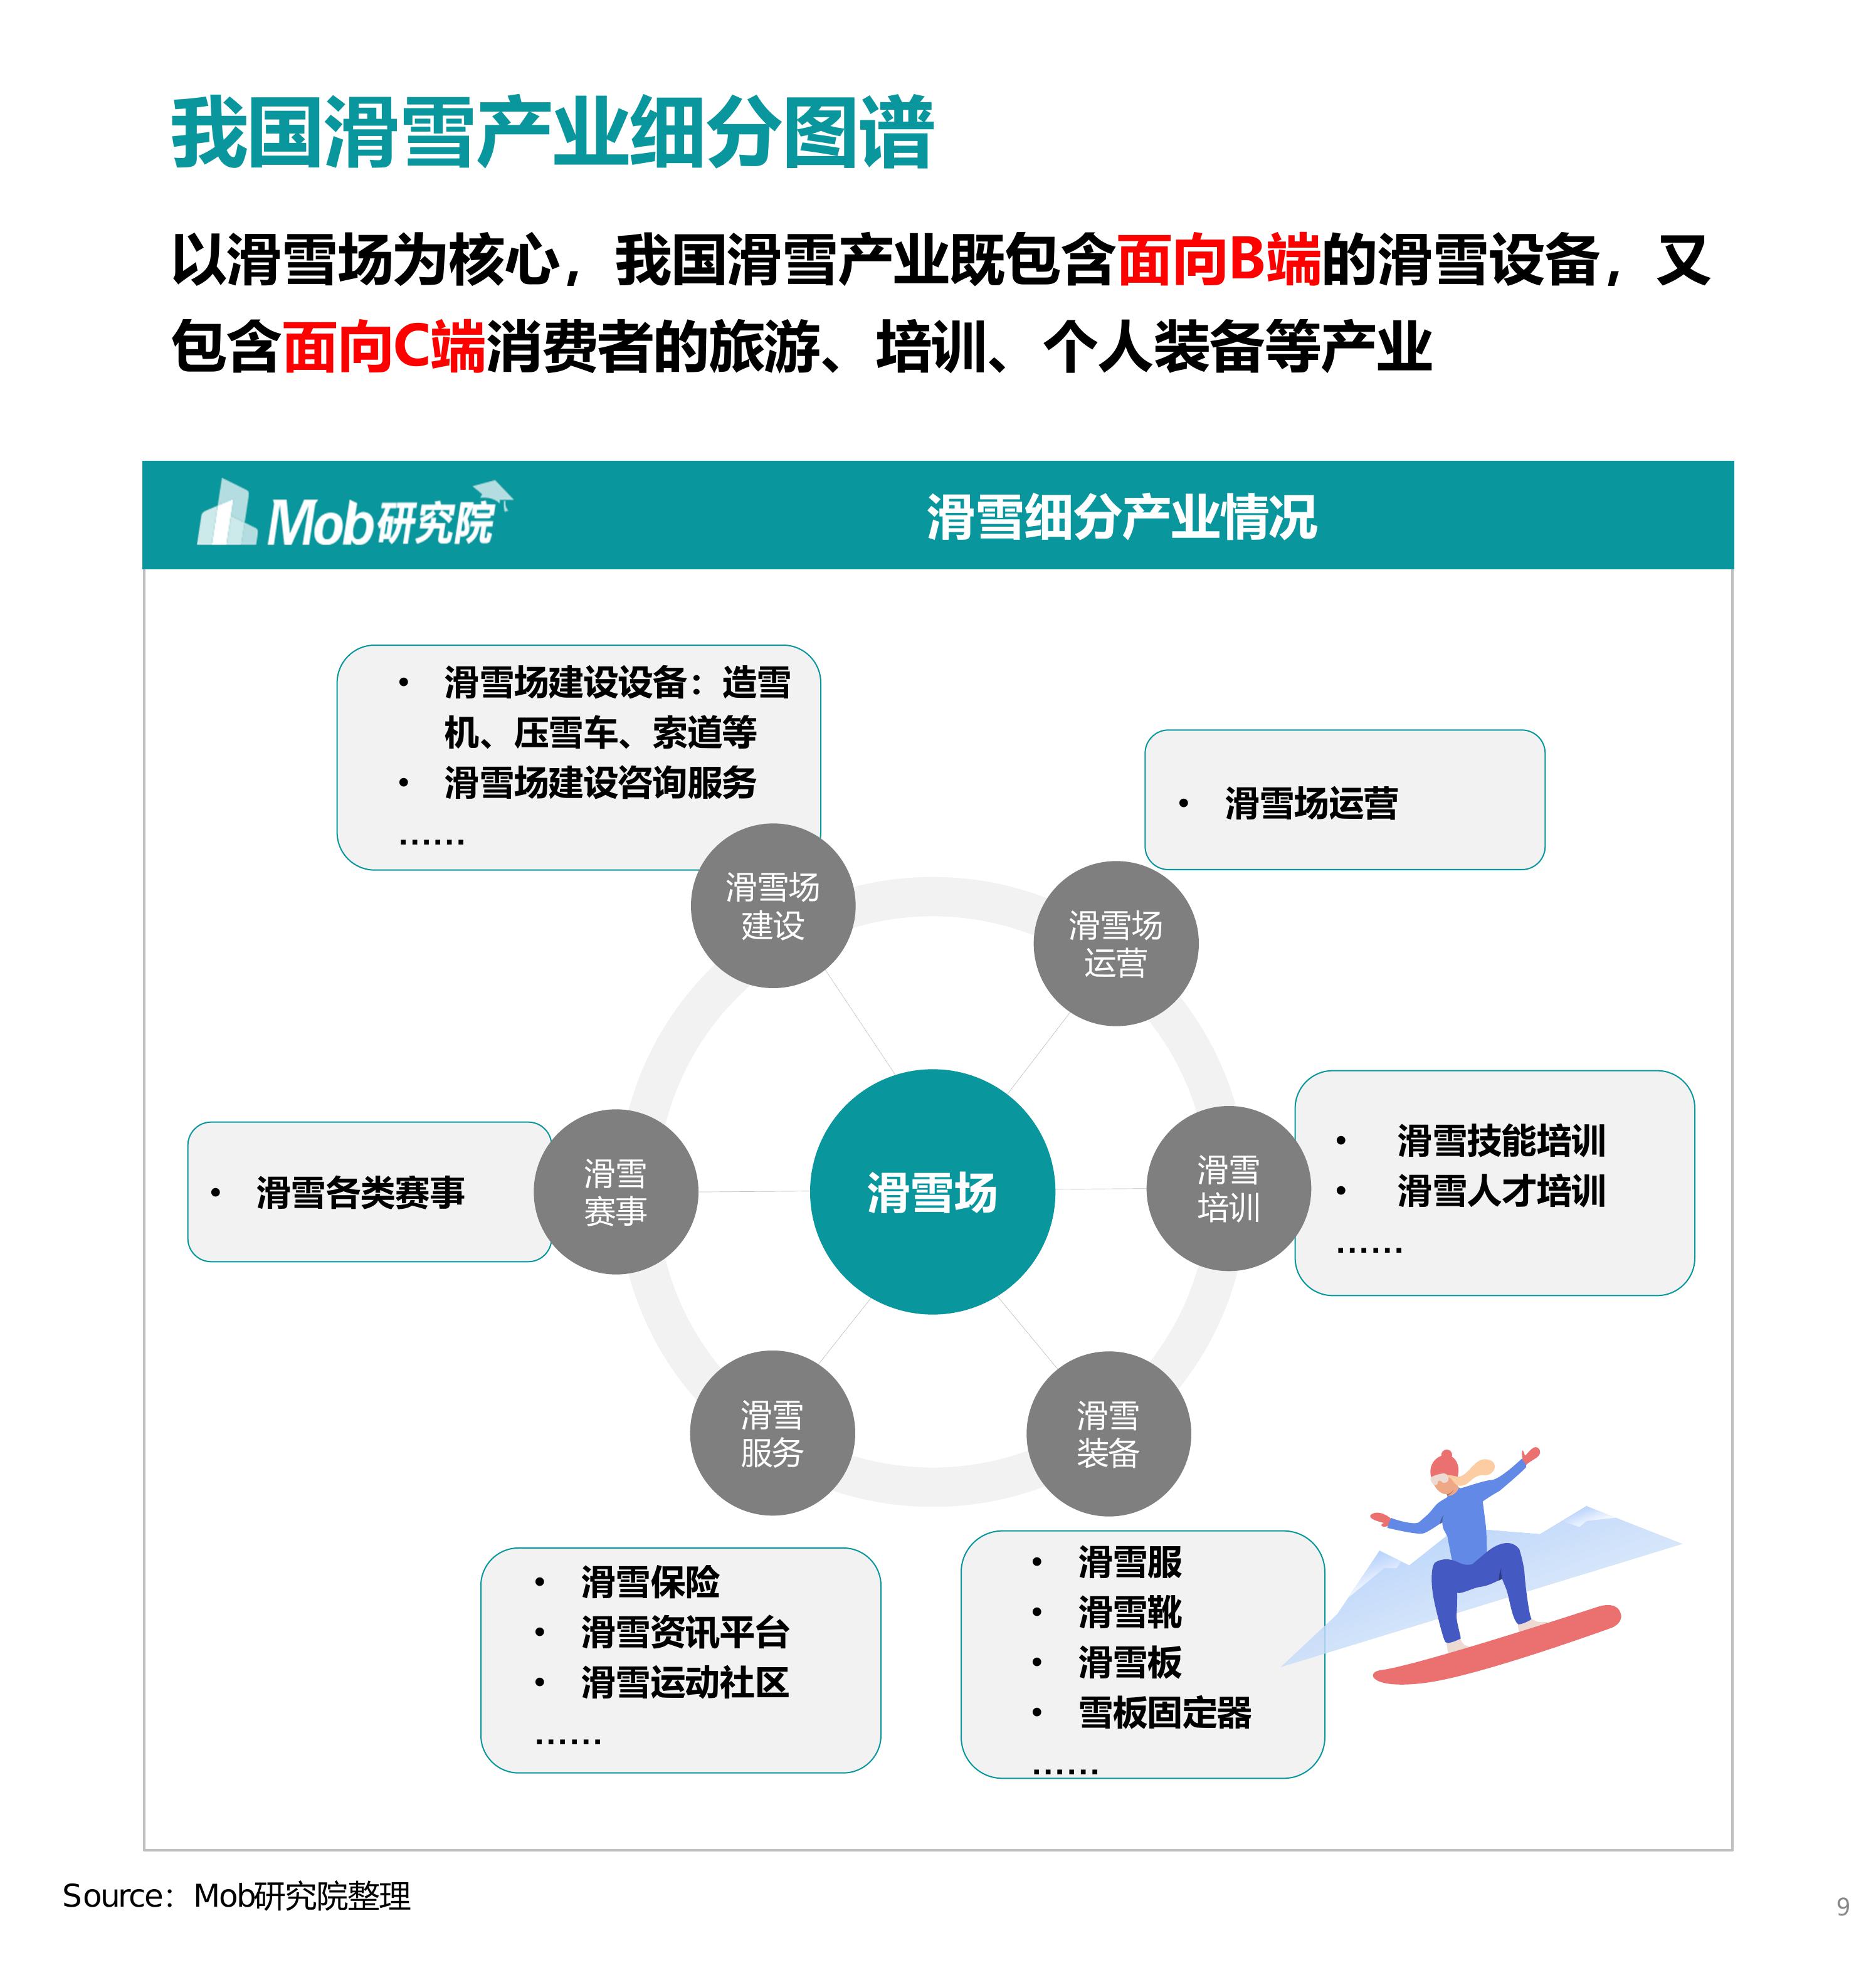 我国滑雪产业细分图谱
以滑雪场为核心，我国滑雪产业既包含面向B端的滑雪设备，又
包含面向C端消费者的旅游、培训、个人装备等产业
Mob研究院
滑雪细分产业情况
• 滑雪场建设设备：造雪
机、压雪车、索道等
• 滑雪场建设咨询服务
……
• 滑雪场运营
滑雪场
建设
滑雪场
运营
• 滑雪各类赛事
滑雪
赛事
滑雪场
滑雪
培训
• 滑雪技能培训
• 滑雪人才培训
……
滑雪
服务
滑雪
装备
• 滑雪保险
• 滑雪资讯平台
• 滑雪运动社区
……
• 滑雪服
• 滑雪靴
• 滑雪板
• 雪板固定器
……
Source：Mob研究院整理
9